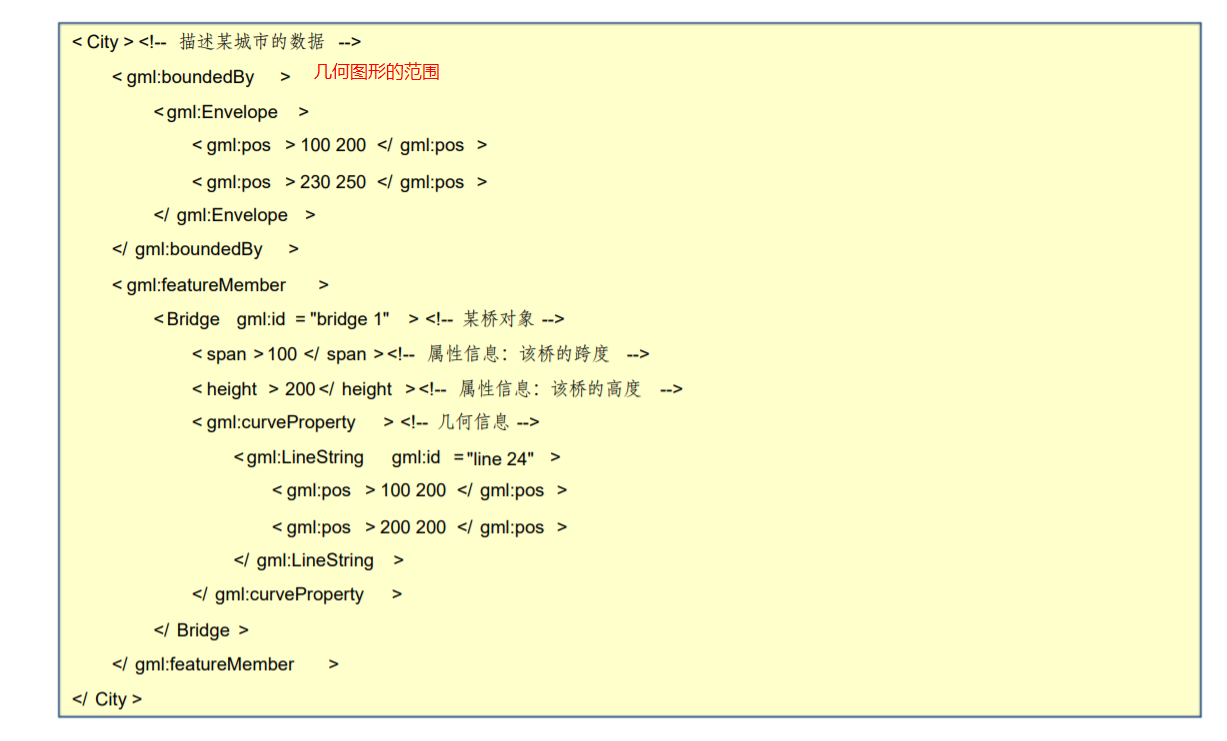 < City > <!-- 描述某城市的数据 -->
< gml:boundedBy > 几何图形的范围
< gml:Envelope >
< gml:pos > 100 200 </ gml:pos >
< gml:pos > 230 250 </ gml:pos >
</ gml:Envelope >
</ gml:boundedBy >
< gml:featureMember >
< Bridge gml:id = "bridge 1" > <!-- 某桥对象 -->
< span > 100 </ span > <!-- 属性信息：该桥的跨度 -->
< height > 200 </ height > <!-- 属性信息：该桥的高度 -->
< gml:curveProperty > <!-- 几何信息 -->
< gml:LineString gml:id = "line 24" >
< gml:pos > 100 200 </ gml:pos >
< gml:pos > 200 200 </ gml:pos >
</ gml:LineString >
</ gml:curveProperty >
</ Bridge >
</ gml:featureMember >
</ City >